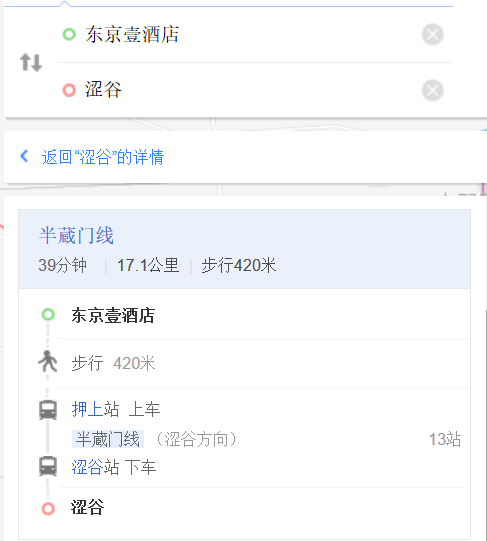 东京壹酒店
涩谷
返回“涩谷”的详情
半蔵门线
39分钟 | 17.1公里 | 步行420米
东京壹酒店
步行 420米
押上站 上车
半蔵门线 （涩谷方向） 13站
涩谷站 下车
涩谷